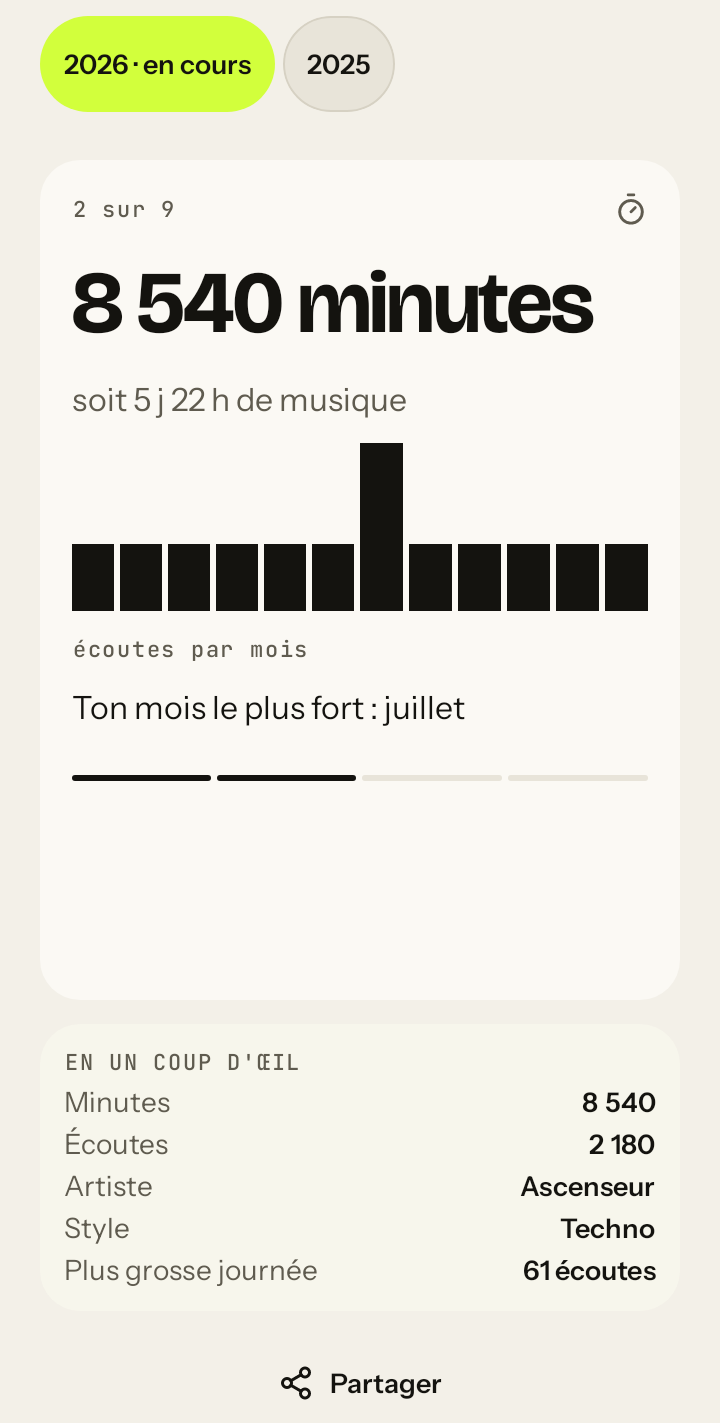 2026 · en cours
2025
2 sur 9
8 540 minutes
soit 5 j 22 h de musique
écoutes par mois
Ton mois le plus fort : juillet
EN UN COUP D'ŒIL
Minutes 8 540
Écoutes 2 180
Artiste Ascenseur
Style Techno
Plus grosse journée 61 écoutes
Partager